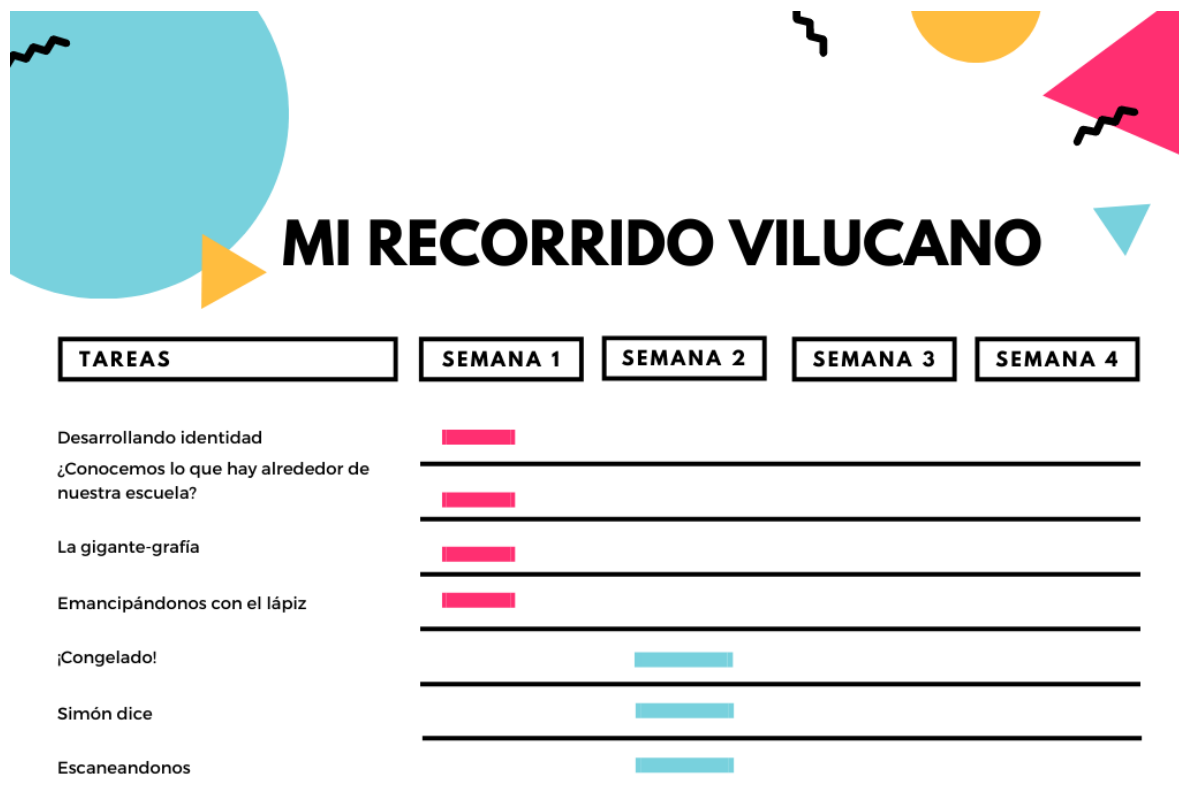 MI RECORRIDO VILUCANO
TAREAS
SEMANA 1
SEMANA 2
SEMANA 3
SEMANA 4
Desarrollando identidad
¿Conocemos lo que hay alrededor de
nuestra escuela?
La gigante-grafía
Emancipándonos con el lápiz
¡Congelado!
Simón dice
Escaneandonos